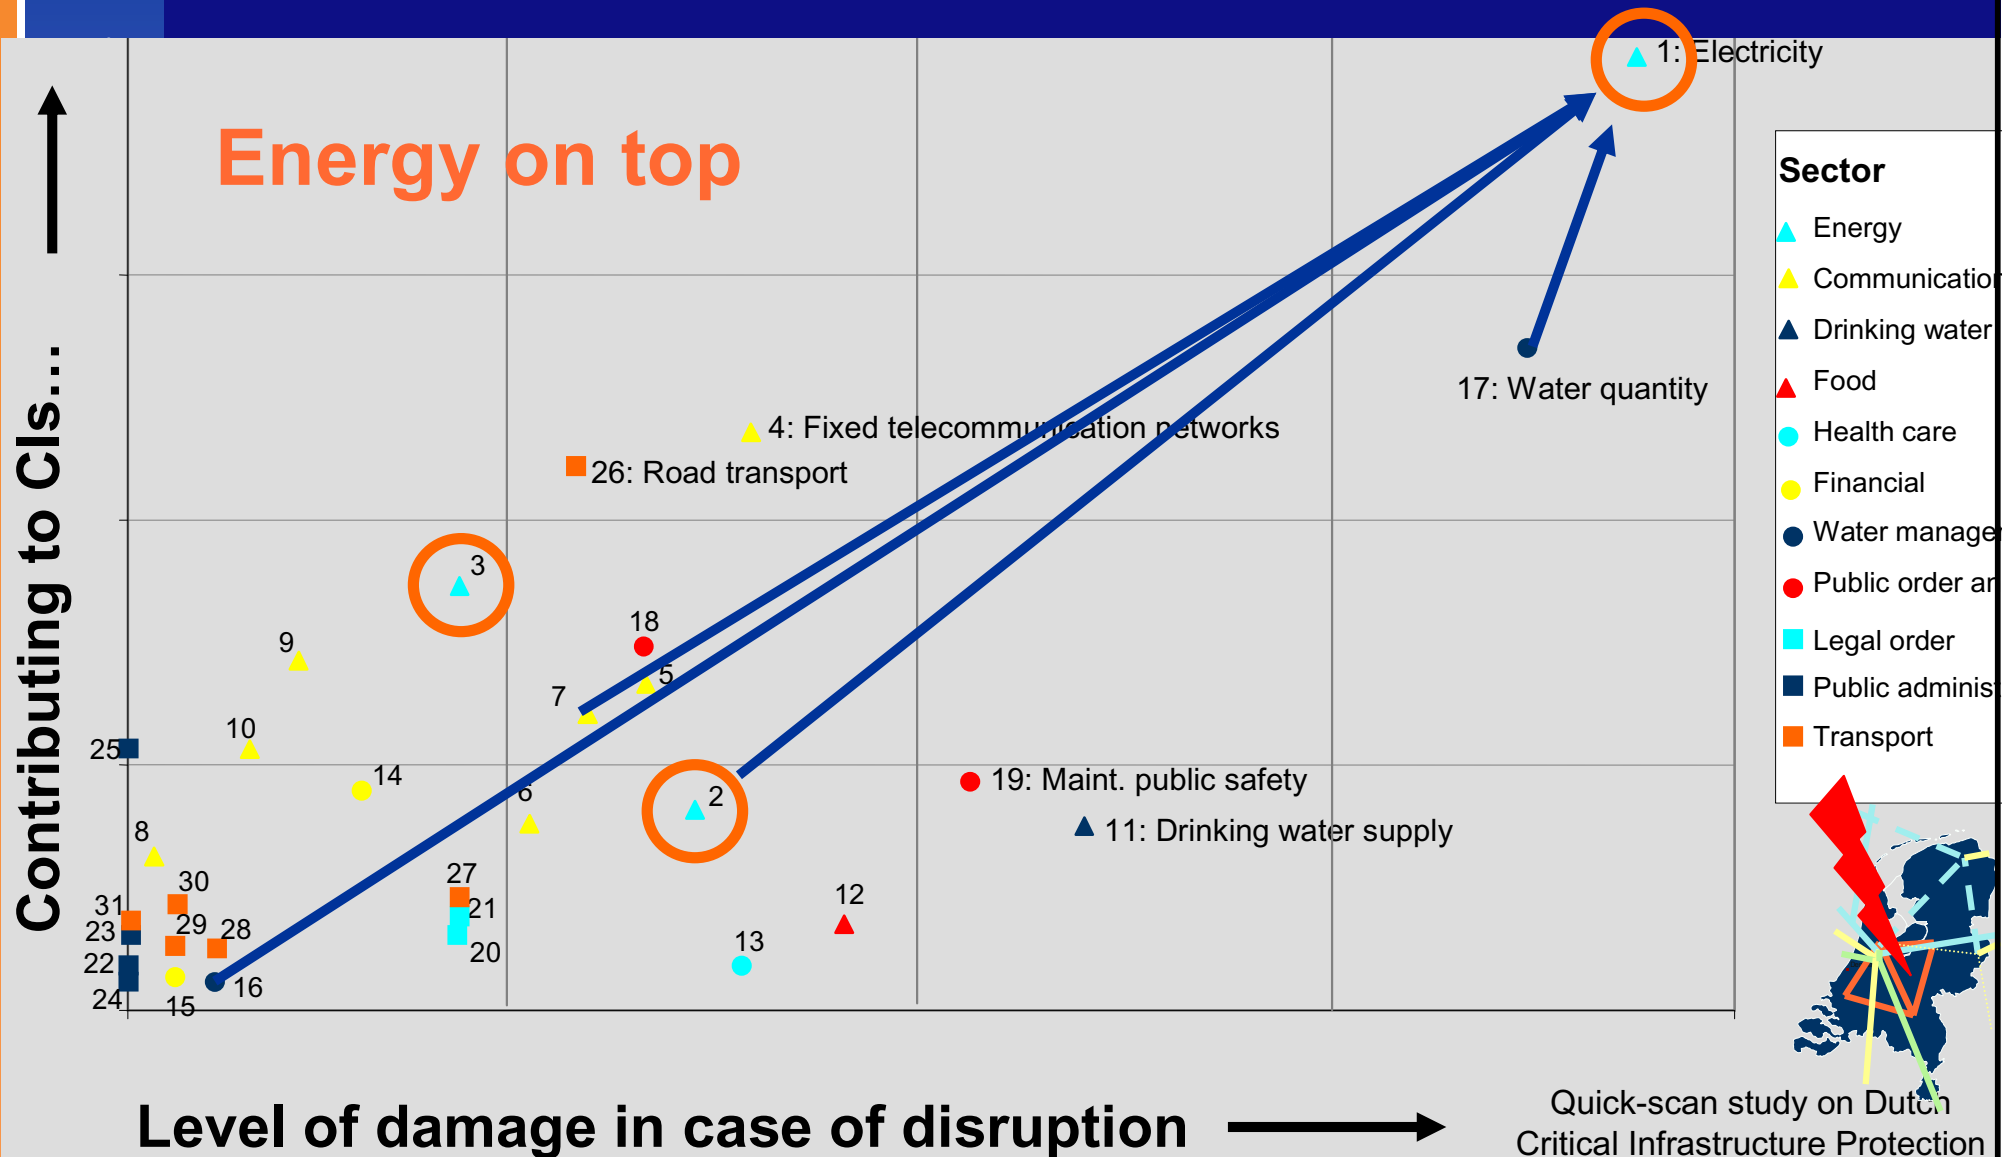 1: Electricity
Energy on top
Contributing to CIs...
Sector
Energy
Communication
Drinking water
Food
Health care
Financial
Water manage
Public order an
Legal order
Public administ
Transport
17: Water quantity
4: Fixed telecommunication networks
26: Road transport
3
18
9
5
7
10
25
14
2
19: Maint. public safety
6
11: Drinking water supply
8
27
30
12
31
21
29
28
23
13
20
22
16
24
15
Level of damage in case of disruption
Quick-scan study on Dutch
Critical Infrastructure Protection